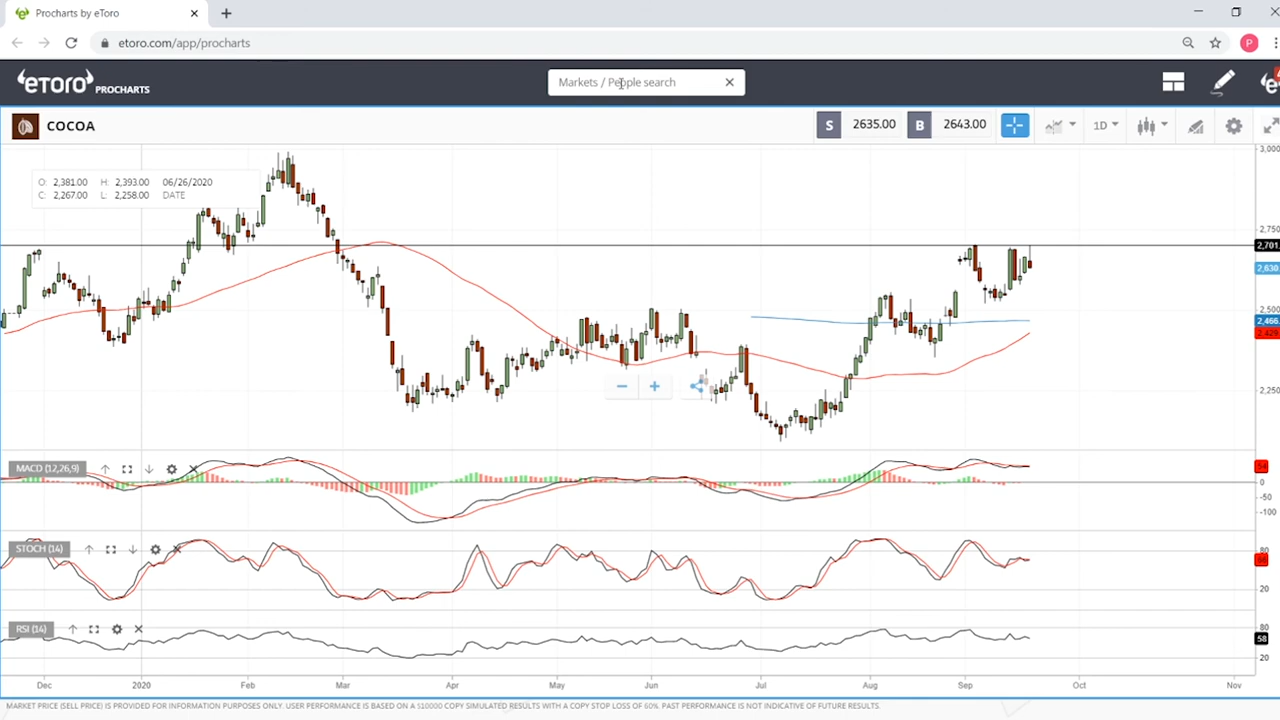 Procharts by eToro
etoro.com/app/procharts
P
eTORO PROCHARTS
Markets / People search
COCOA
S 2635.00 B 2643.00 1D
3,000
O: 2,381.00 H: 2,393.00 06/26/2020
C: 2,267.00 L: 2,258.00 DATE
2,750
2,701
2,630
2,500
2,466
2,429
2,250
MACD (12,26,9)
54
0
-50
-100
STOCH (14)
80
20
RSI (14)
80
58
20
Dec 2020 Feb Mar Apr May Jun Jul Aug Sep Oct Nov
MARKET PRICE (SELL PRICE) IS PROVIDED FOR INFORMATION PURPOSES ONLY. USER PERFORMANCE IS BASED ON A $10000 COPY SIMULATED RESULTS WITH A COPY STOP LOSS OF 60%. PAST PERFORMANCE IS NOT INDICATIVE OF FUTURE RESULTS